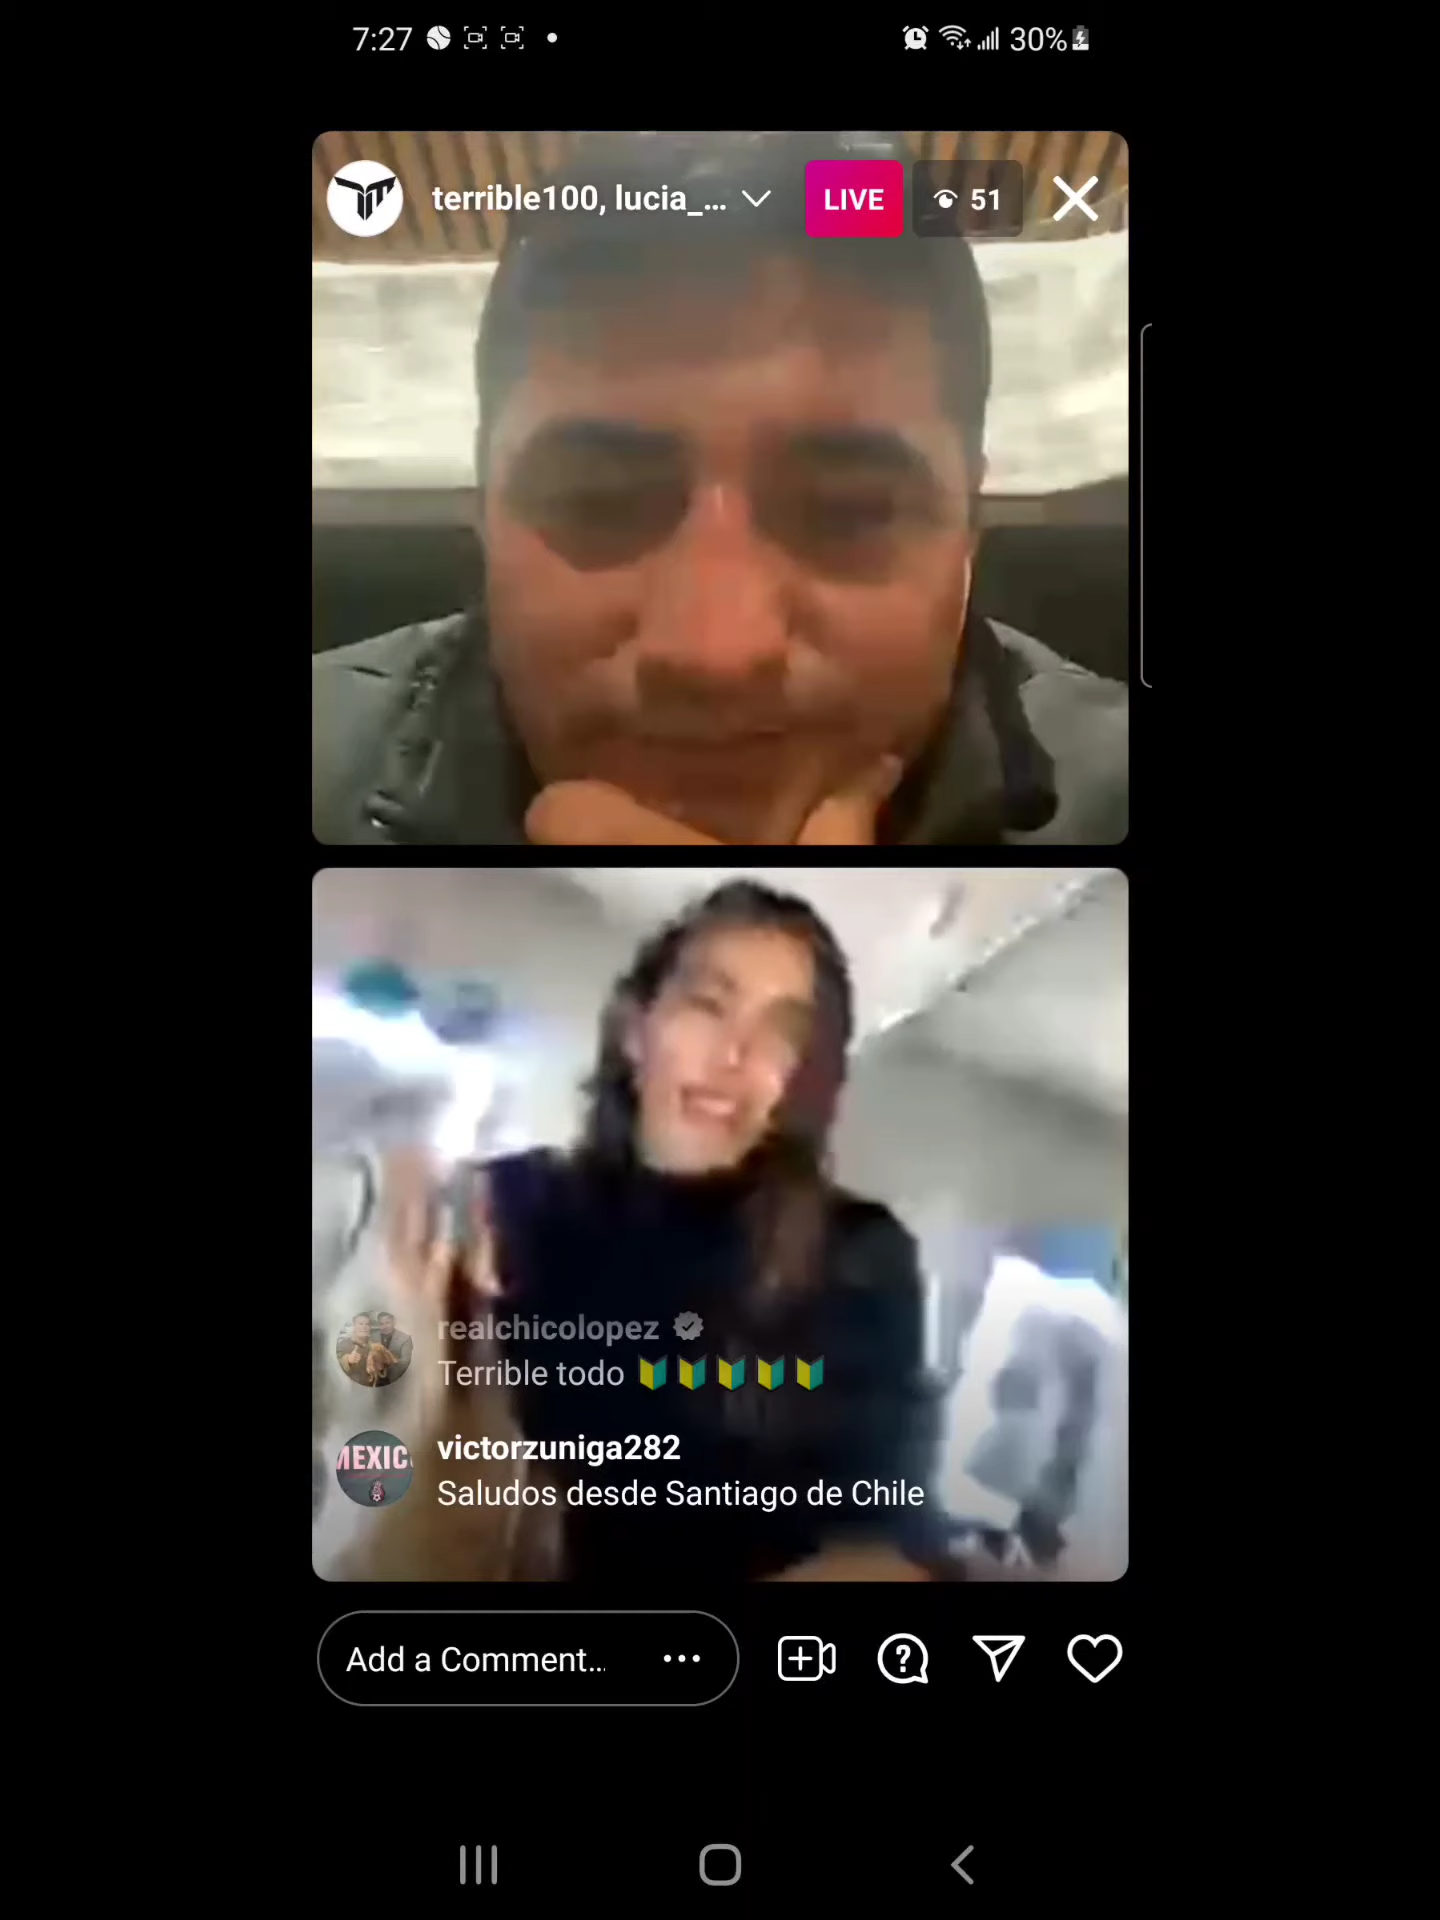 7:27
30%
terrible100, lucia_...
LIVE
51
realchicolopez
Terrible todo 🔰🔰🔰🔰🔰
MEXIC
victorzuniga282
Saludos desde Santiago de Chile
Add a Comment...